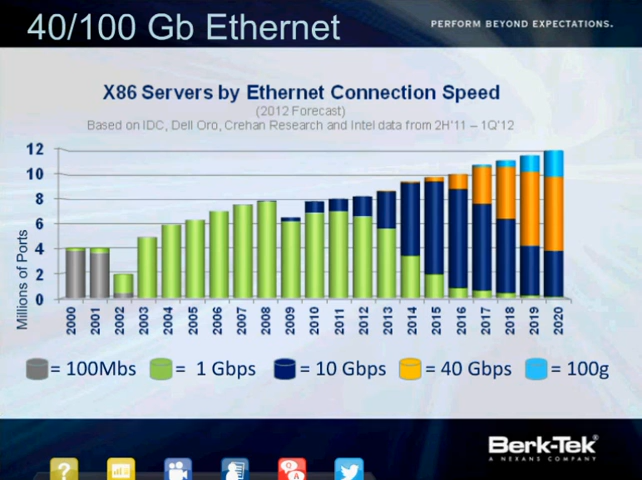 40/100 Gb Ethernet
PERFORM BEYOND EXPECTATIONS.
X86 Servers by Ethernet Connection Speed
(2012 Forecast)
Based on IDC, Dell Oro, Crehan Research and Intel data from 2H'11 – 1Q'12
Millions of Ports
12
10
8
6
4
2
0
2000 2001 2002 2003 2004 2005 2006 2007 2008 2009 2010 2011 2012 2013 2014 2015 2016 2017 2018 2019 2020
= 100Mbs = 1 Gbps = 10 Gbps = 40 Gbps = 100g
Berk-Tek®
A NEXANS COMPANY
? Q A